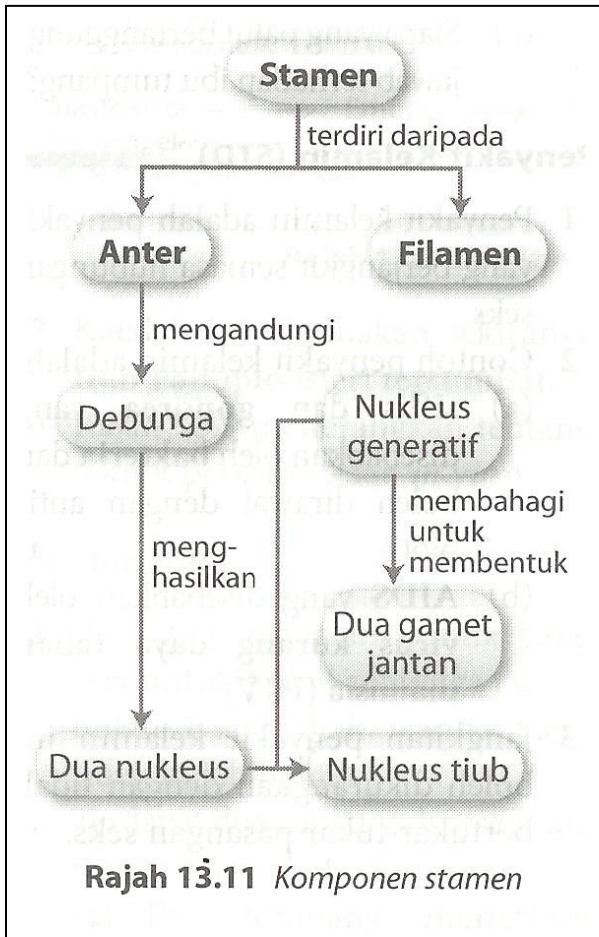 Stamen
terdiri daripada
Anter
Filamen
mengandungi
Debunga
Nukleus
generatif
meng-
hasilkan
membahagi
untuk
membentuk
Dua gamet
jantan
Dua nukleus
Nukleus tiub
Rajah 13.11 Komponen stamen